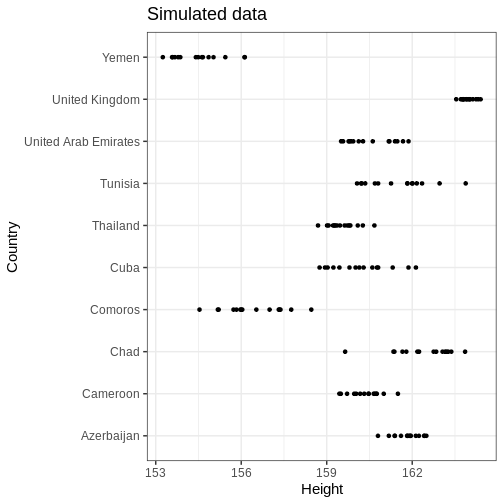 Simulated data
Yemen
United Kingdom
United Arab Emirates
Tunisia
Thailand
Cuba
Comoros
Chad
Cameroon
Azerbaijan
Country
153 156 159 162
Height